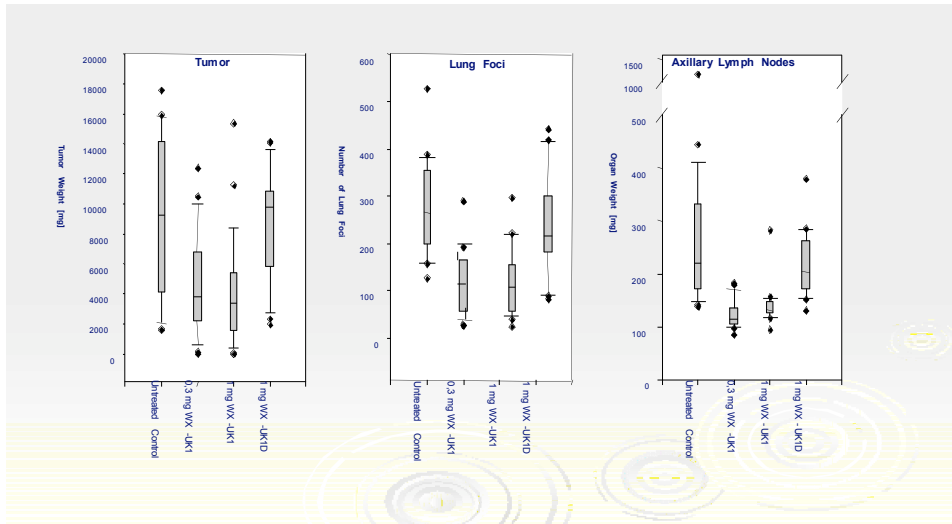 Tumor
Tumor Weight [mg]
20000
18000
16000
14000
12000
10000
8000
6000
4000
2000
0
Untreated Control
0,3 mg WX -UK1
1 mg WX -UK1
1 mg WX -UK1D
Lung Foci
Number of Lung Foci
600
500
400
300
200
100
0
Untreated Control
0,3 mg WX -UK1
1 mg WX -UK1
1 mg WX -UK1D
Axillary Lymph Nodes
Organ Weight [mg]
1500
1000
500
400
300
200
100
0
Untreated Control
0,3 mg WX -UK1
1 mg WX - UK1
1 mg WX - UK1D